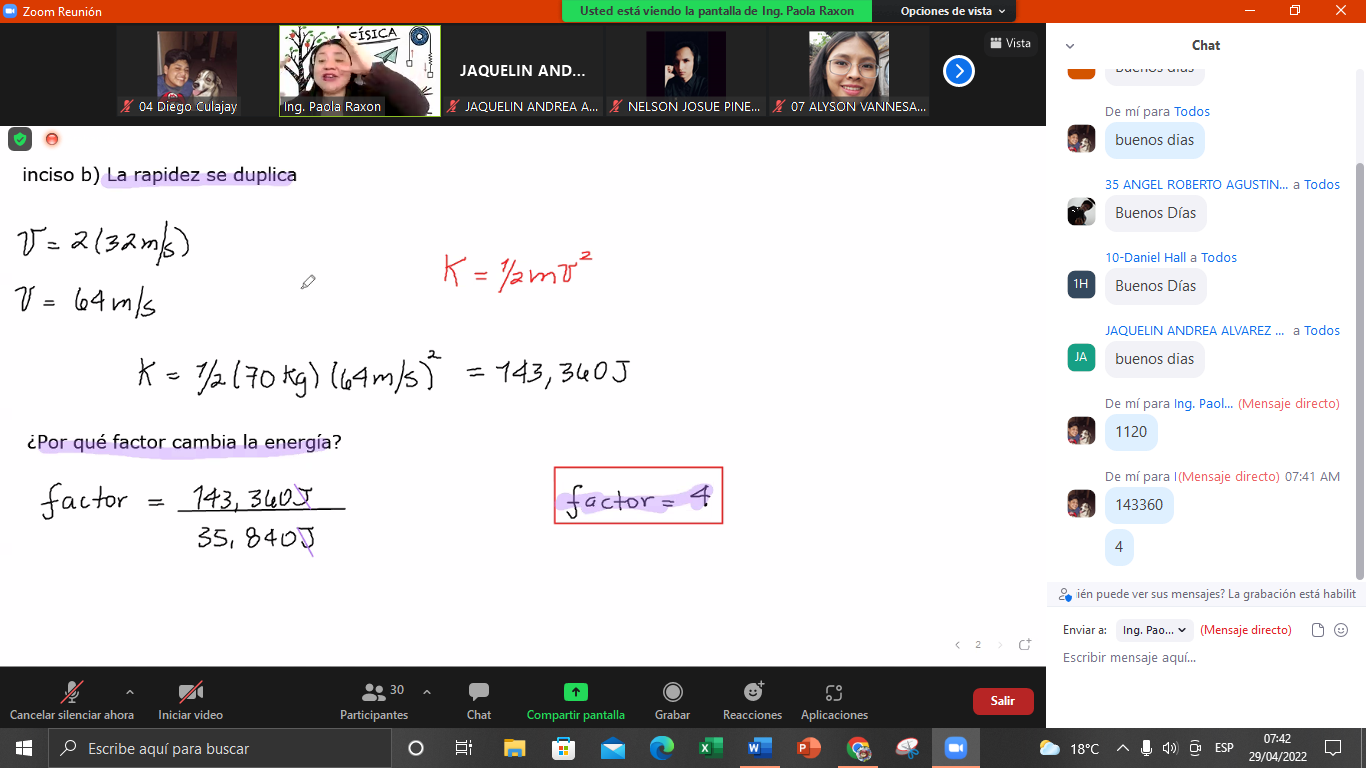 Zoom Reunión
Usted está viendo la pantalla de Ing. Paola Raxon
Opciones de vista
Vista
CÍSICA
JAQUELIN AND...
04 Diego Culajay
Ing. Paola Raxon
JAQUELIN ANDREA A...
NELSON JOSUE PINE...
07 ALYSON VANNESA...
inciso b) La rapidez se duplica
V = 2(32m/s)
V = 64m/s
K = 1/2mv²
K = 1/2(70Kg)(64m/s)² = 143,360J
¿Por qué factor cambia la energía?
factor = 143,360J
35,840J
factor = 4
2
Chat
Buenos dias
De mí para Todos
buenos dias
35 ANGEL ROBERTO AGUSTIN... a Todos
Buenos Días
10-Daniel Hall a Todos
1H
Buenos Días
JAQUELIN ANDREA ALVAREZ ... a Todos
JA
buenos dias
De mí para Ing. Paol... (Mensaje directo)
1120
De mí para I(Mensaje directo) 07:41 AM
143360
4
ién puede ver sus mensajes? La grabación está habilit
Enviar a: Ing. Pao... (Mensaje directo)
Escribir mensaje aquí...
Cancelar silenciar ahora
Iniciar video
30
Participantes
Chat
Compartir pantalla
Grabar
Reacciones
Aplicaciones
Salir
Escribe aquí para buscar
18°C
ESP
07:42
29/04/2022